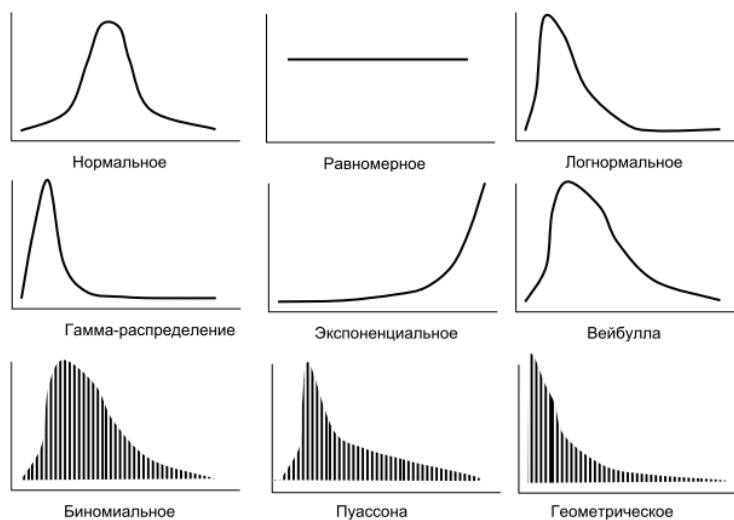 Нормальное
Равномерное
Логнормальное
Гамма-распределение
Экспоненциальное
Вейбулла
Биномиальное
Пуассона
Геометрическое